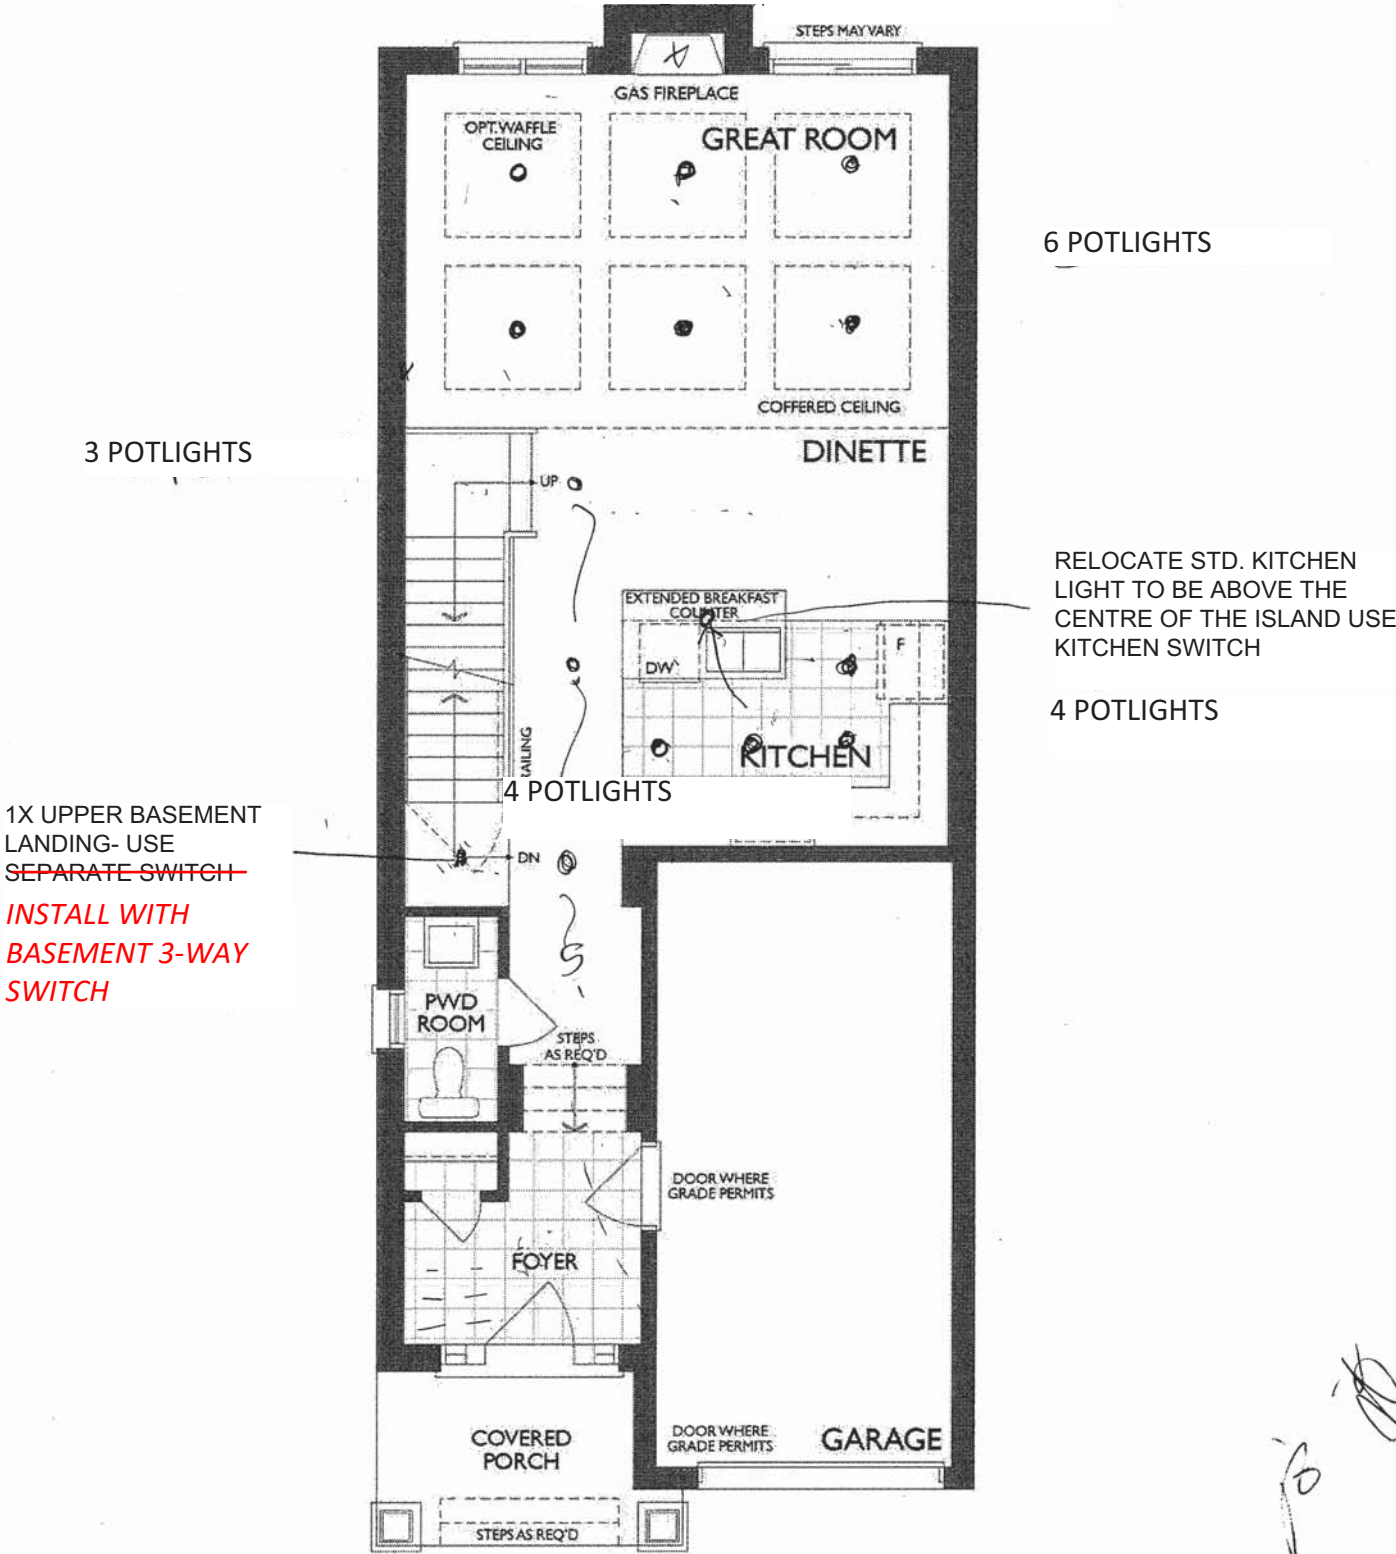 STEPS MAY VARY
GAS FIREPLACE
OPT. WAFFLE
CEILING
GREAT ROOM
6 POTLIGHTS
COFFERED CEILING
DINETTE
3 POTLIGHTS
UP
RELOCATE STD. KITCHEN
LIGHT TO BE ABOVE THE
CENTRE OF THE ISLAND USE
KITCHEN SWITCH
EXTENDED BREAKFAST
COUNTER
DW
F
4 POTLIGHTS
KITCHEN
RAILING
4 POTLIGHTS
1X UPPER BASEMENT
LANDING- USE
SEPARATE SWITCH
INSTALL WITH
BASEMENT 3-WAY
SWITCH
DN
PWD
ROOM
STEPS
AS REQ'D
DOOR WHERE
GRADE PERMITS
FOYER
COVERED
PORCH
DOOR WHERE
GRADE PERMITS
GARAGE
STEPS AS REQ'D